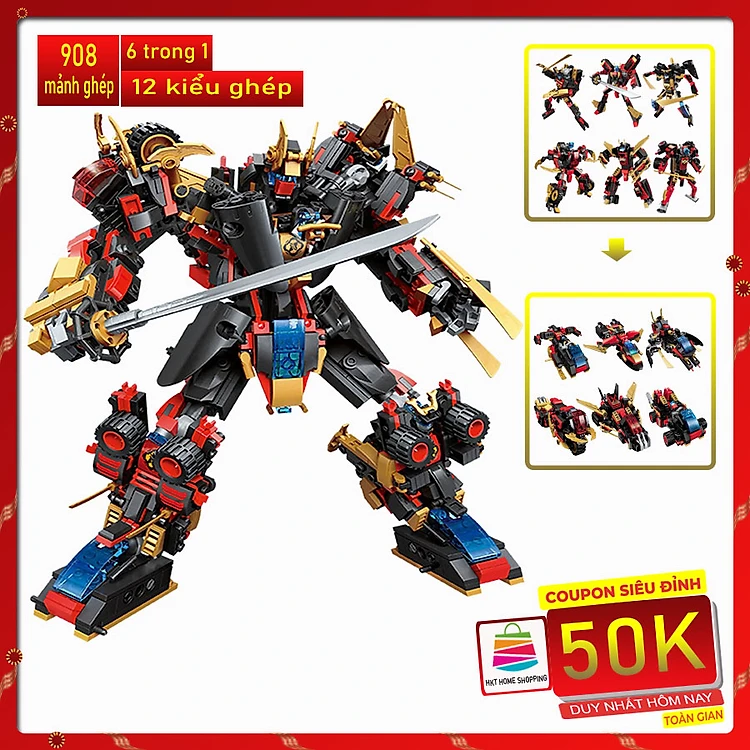 908
mảnh ghép
6 trong 1
12 kiểu ghép
COUPON SIÊU ĐỈNH
50K
HKT HOME SHOPPING
DUY NHẤT HÔM NAY
TOÀN GIAN